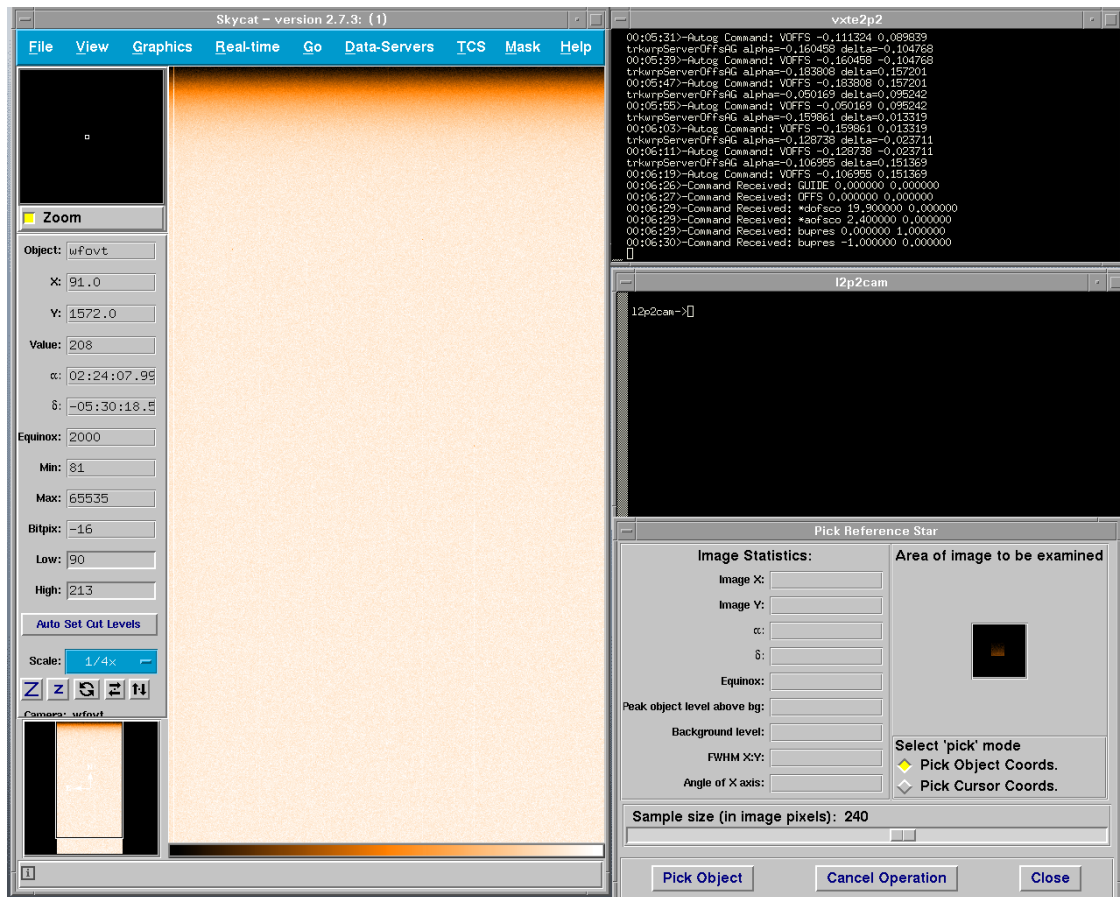 Skycat - version 2.7.3: (1)
File View Graphics Real-time Go Data-Servers TCS Mask Help
Zoom
Object: wfovt
X: 91.0
Y: 1572.0
Value: 208
α: 02:24:07.99
δ: -05:30:18.5
Equinox: 2000
Min: 81
Max: 65535
Bitpix: -16
Low: 90
High: 213
Auto Set Cut Levels
Scale: 1/4x
Z z
Camera: wfovt
vxte2p2
00:05:31>-Autog Command: VOFFS -0.111324 0.089839
trkwrpServerOffsAG alpha=-0.160458 delta=-0.104768
00:05:39>-Autog Command: VOFFS -0.160458 -0.104768
trkwrpServerOffsAG alpha=-0.183808 delta=0.157201
00:05:47>-Autog Command: VOFFS -0.183808 0.157201
trkwrpServerOffsAG alpha=-0.050169 delta=0.095242
00:05:55>-Autog Command: VOFFS -0.050169 0.095242
trkwrpServerOffsAG alpha=-0.159861 delta=0.013319
00:06:03>-Autog Command: VOFFS -0.159861 0.013319
trkwrpServerOffsAG alpha=-0.128738 delta=-0.023711
00:06:11>-Autog Command: VOFFS -0.128738 -0.023711
trkwrpServerOffsAG alpha=-0.106955 delta=0.151369
00:06:19>-Autog Command: VOFFS -0.106955 0.151369
00:06:26>-Command Received: GUIDE 0.000000 0.000000
00:06:27>-Command Received: OFFS 0.000000 0.000000
00:06:29>-Command Received: *dofsco 19.900000 0.000000
00:06:29>-Command Received: *aofsco 2.400000 0.000000
00:06:29>-Command Received: bupres 0.000000 1.000000
00:06:30>-Command Received: bupres -1.000000 0.000000
l2p2cam
l2p2cam->
Pick Reference Star
Image Statistics:
Image X:
Image Y:
α:
δ:
Equinox:
Peak object level above bg:
Background level:
FWHM X:Y:
Angle of X axis:
Area of image to be examined
Select 'pick' mode
Pick Object Coords.
Pick Cursor Coords.
Sample size (in image pixels): 240
Pick Object Cancel Operation Close